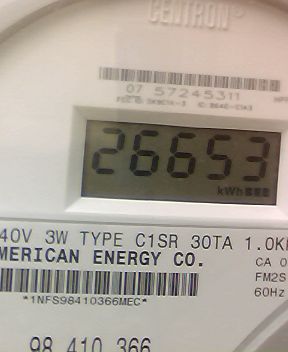 CENTRON®
07 57245311
26653
kWh
40V 3W TYPE C1SR 30TA 1.0K
MERICAN ENERGY CO.
CA 0
FM2S
60Hz
*1NFS98410366MEC*
98 410 366